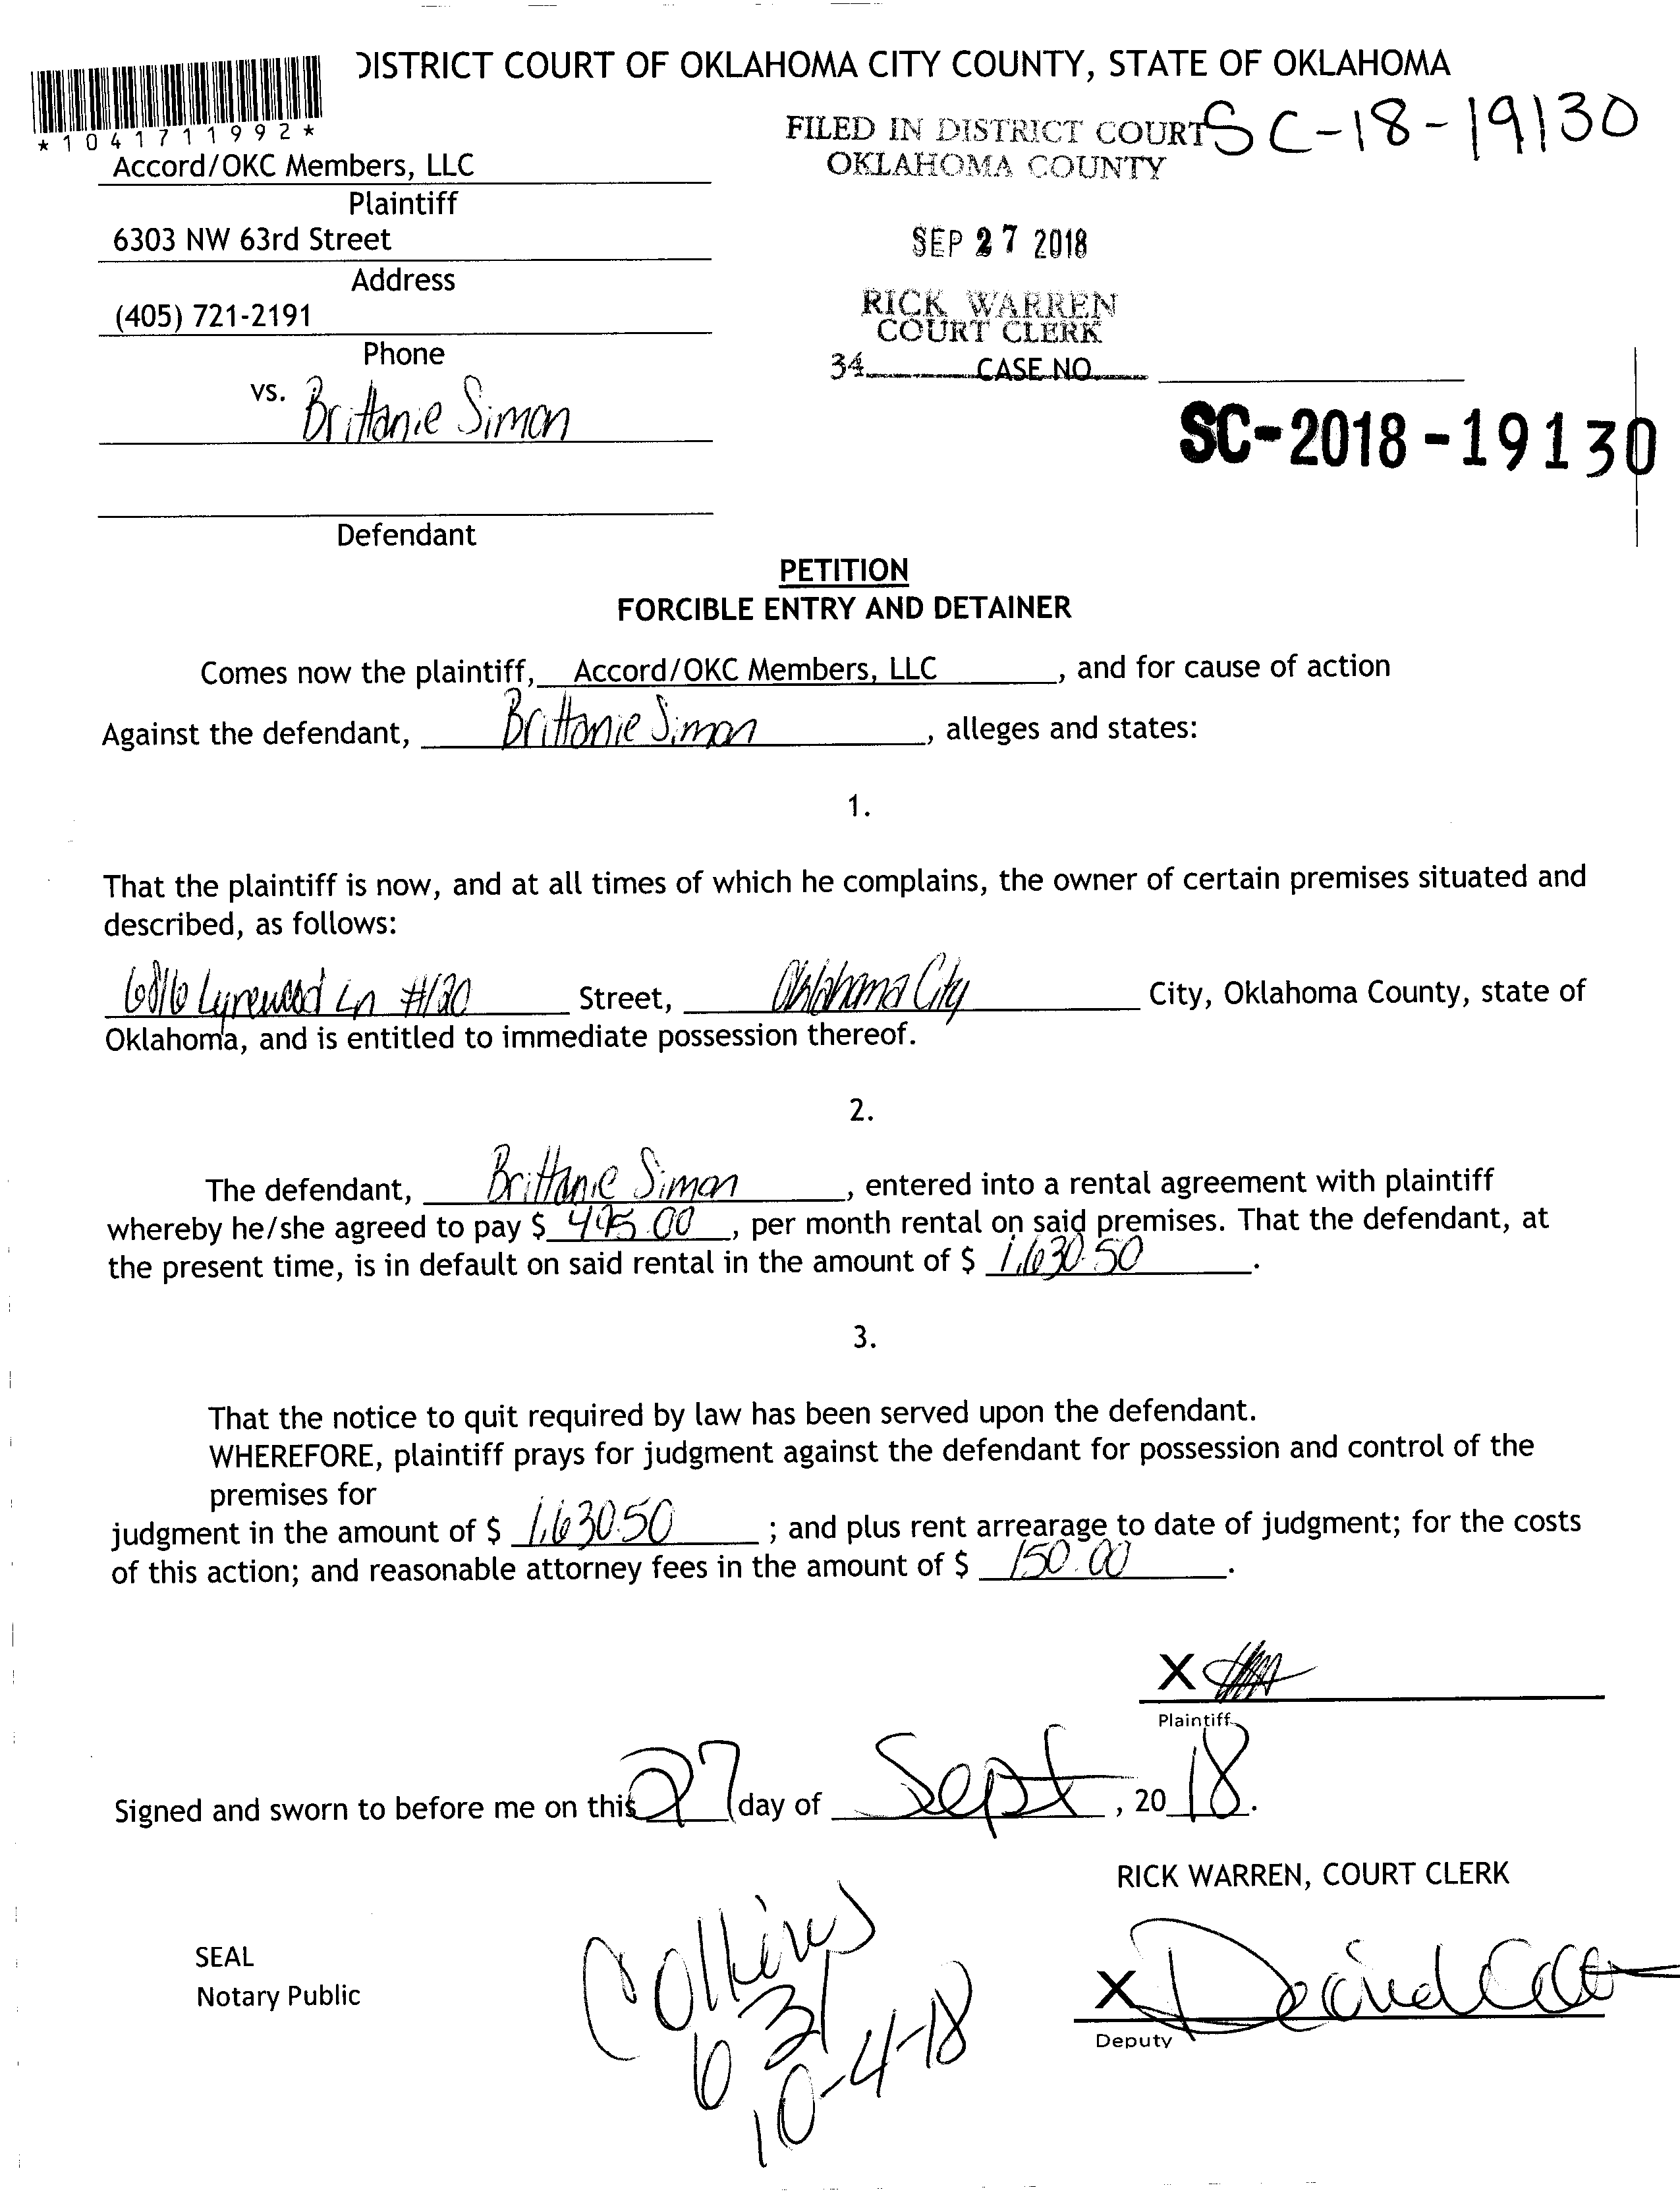 DISTRICT COURT OF OKLAHOMA CITY COUNTY, STATE OF OKLAHOMA
*1041711992*
FILED IN DISTRICT COURT
OKLAHOMA COUNTY
SC-18-19130
Accord/OKC Members, LLC
Plaintiff
6303 NW 63rd Street
Address
(405) 721-2191
Phone
SEP 27 2018
RICK WARREN
COURT CLERK
34 CASE NO.
SC-2018-19130
vs. Brittanie Simon
Defendant
PETITION
FORCIBLE ENTRY AND DETAINER
Comes now the plaintiff, Accord/OKC Members, LLC, and for cause of action
Against the defendant, Brittanie Simon, alleges and states:
1.
That the plaintiff is now, and at all times of which he complains, the owner of certain premises situated and
described, as follows:
6816 Lyrewood Ln #120 Street, Oklahoma City City, Oklahoma County, state of
Oklahoma, and is entitled to immediate possession thereof.
2.
The defendant, Brittanie Simon, entered into a rental agreement with plaintiff
whereby he/she agreed to pay $ 495.00, per month rental on said premises. That the defendant, at
the present time, is in default on said rental in the amount of $ 1,630.50.
3.
That the notice to quit required by law has been served upon the defendant.
WHEREFORE, plaintiff prays for judgment against the defendant for possession and control of the
premises for
judgment in the amount of $ 1,630.50; and plus rent arrearage to date of judgment; for the costs
of this action; and reasonable attorney fees in the amount of $ 150.00.
X
Plaintiff
Signed and sworn to before me on this 27 day of Sept, 2018.
RICK WARREN, COURT CLERK
SEAL
Notary Public
Collins
631
10-4-18
X
Deputy